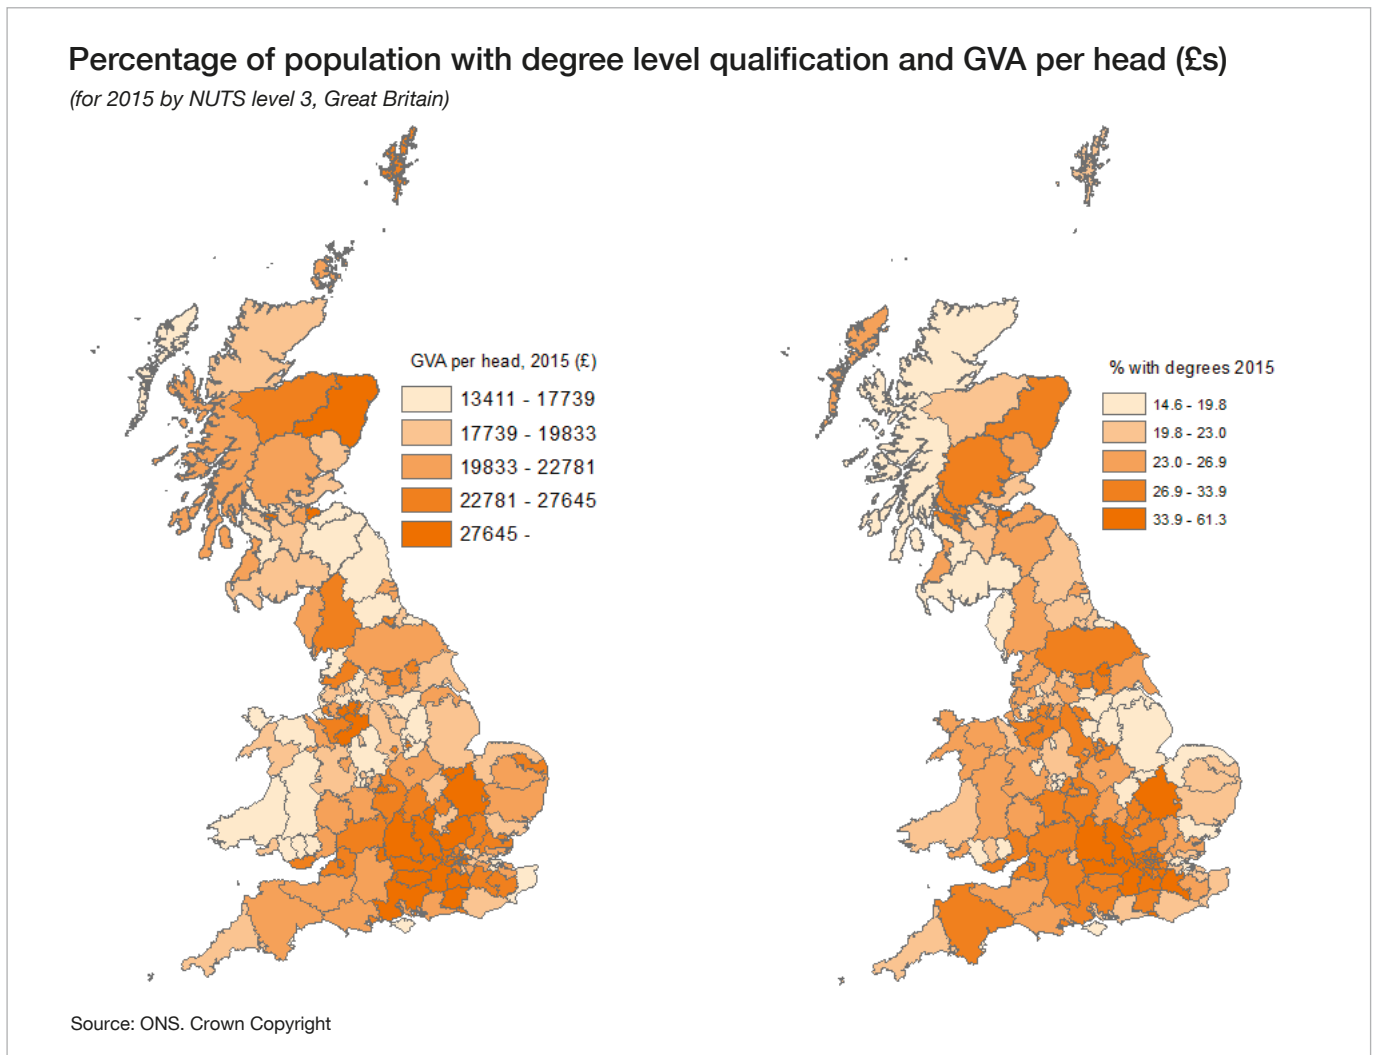 Percentage of population with degree level qualification and GVA per head (£s)
(for 2015 by NUTS level 3, Great Britain)
GVA per head, 2015 (£)
13411 - 17739
17739 - 19833
19833 - 22781
22781 - 27645
27645 -
% with degrees 2015
14.6 - 19.8
19.8 - 23.0
23.0 - 26.9
26.9 - 33.9
33.9 - 61.3
Source: ONS. Crown Copyright